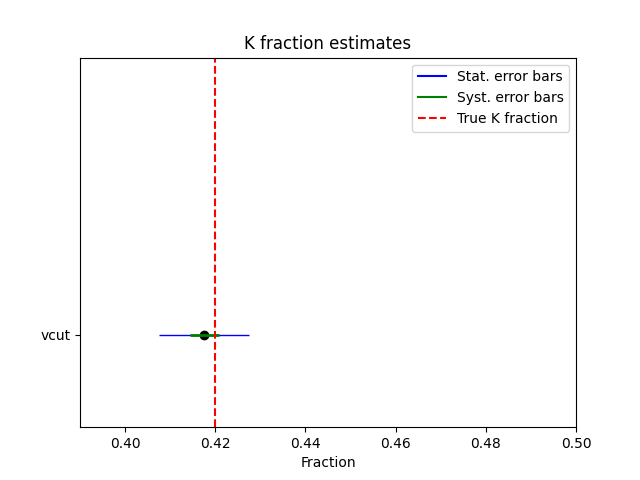 K fraction estimates
Stat. error bars
Syst. error bars
True K fraction
vcut
0.40 0.42 0.44 0.46 0.48 0.50
Fraction